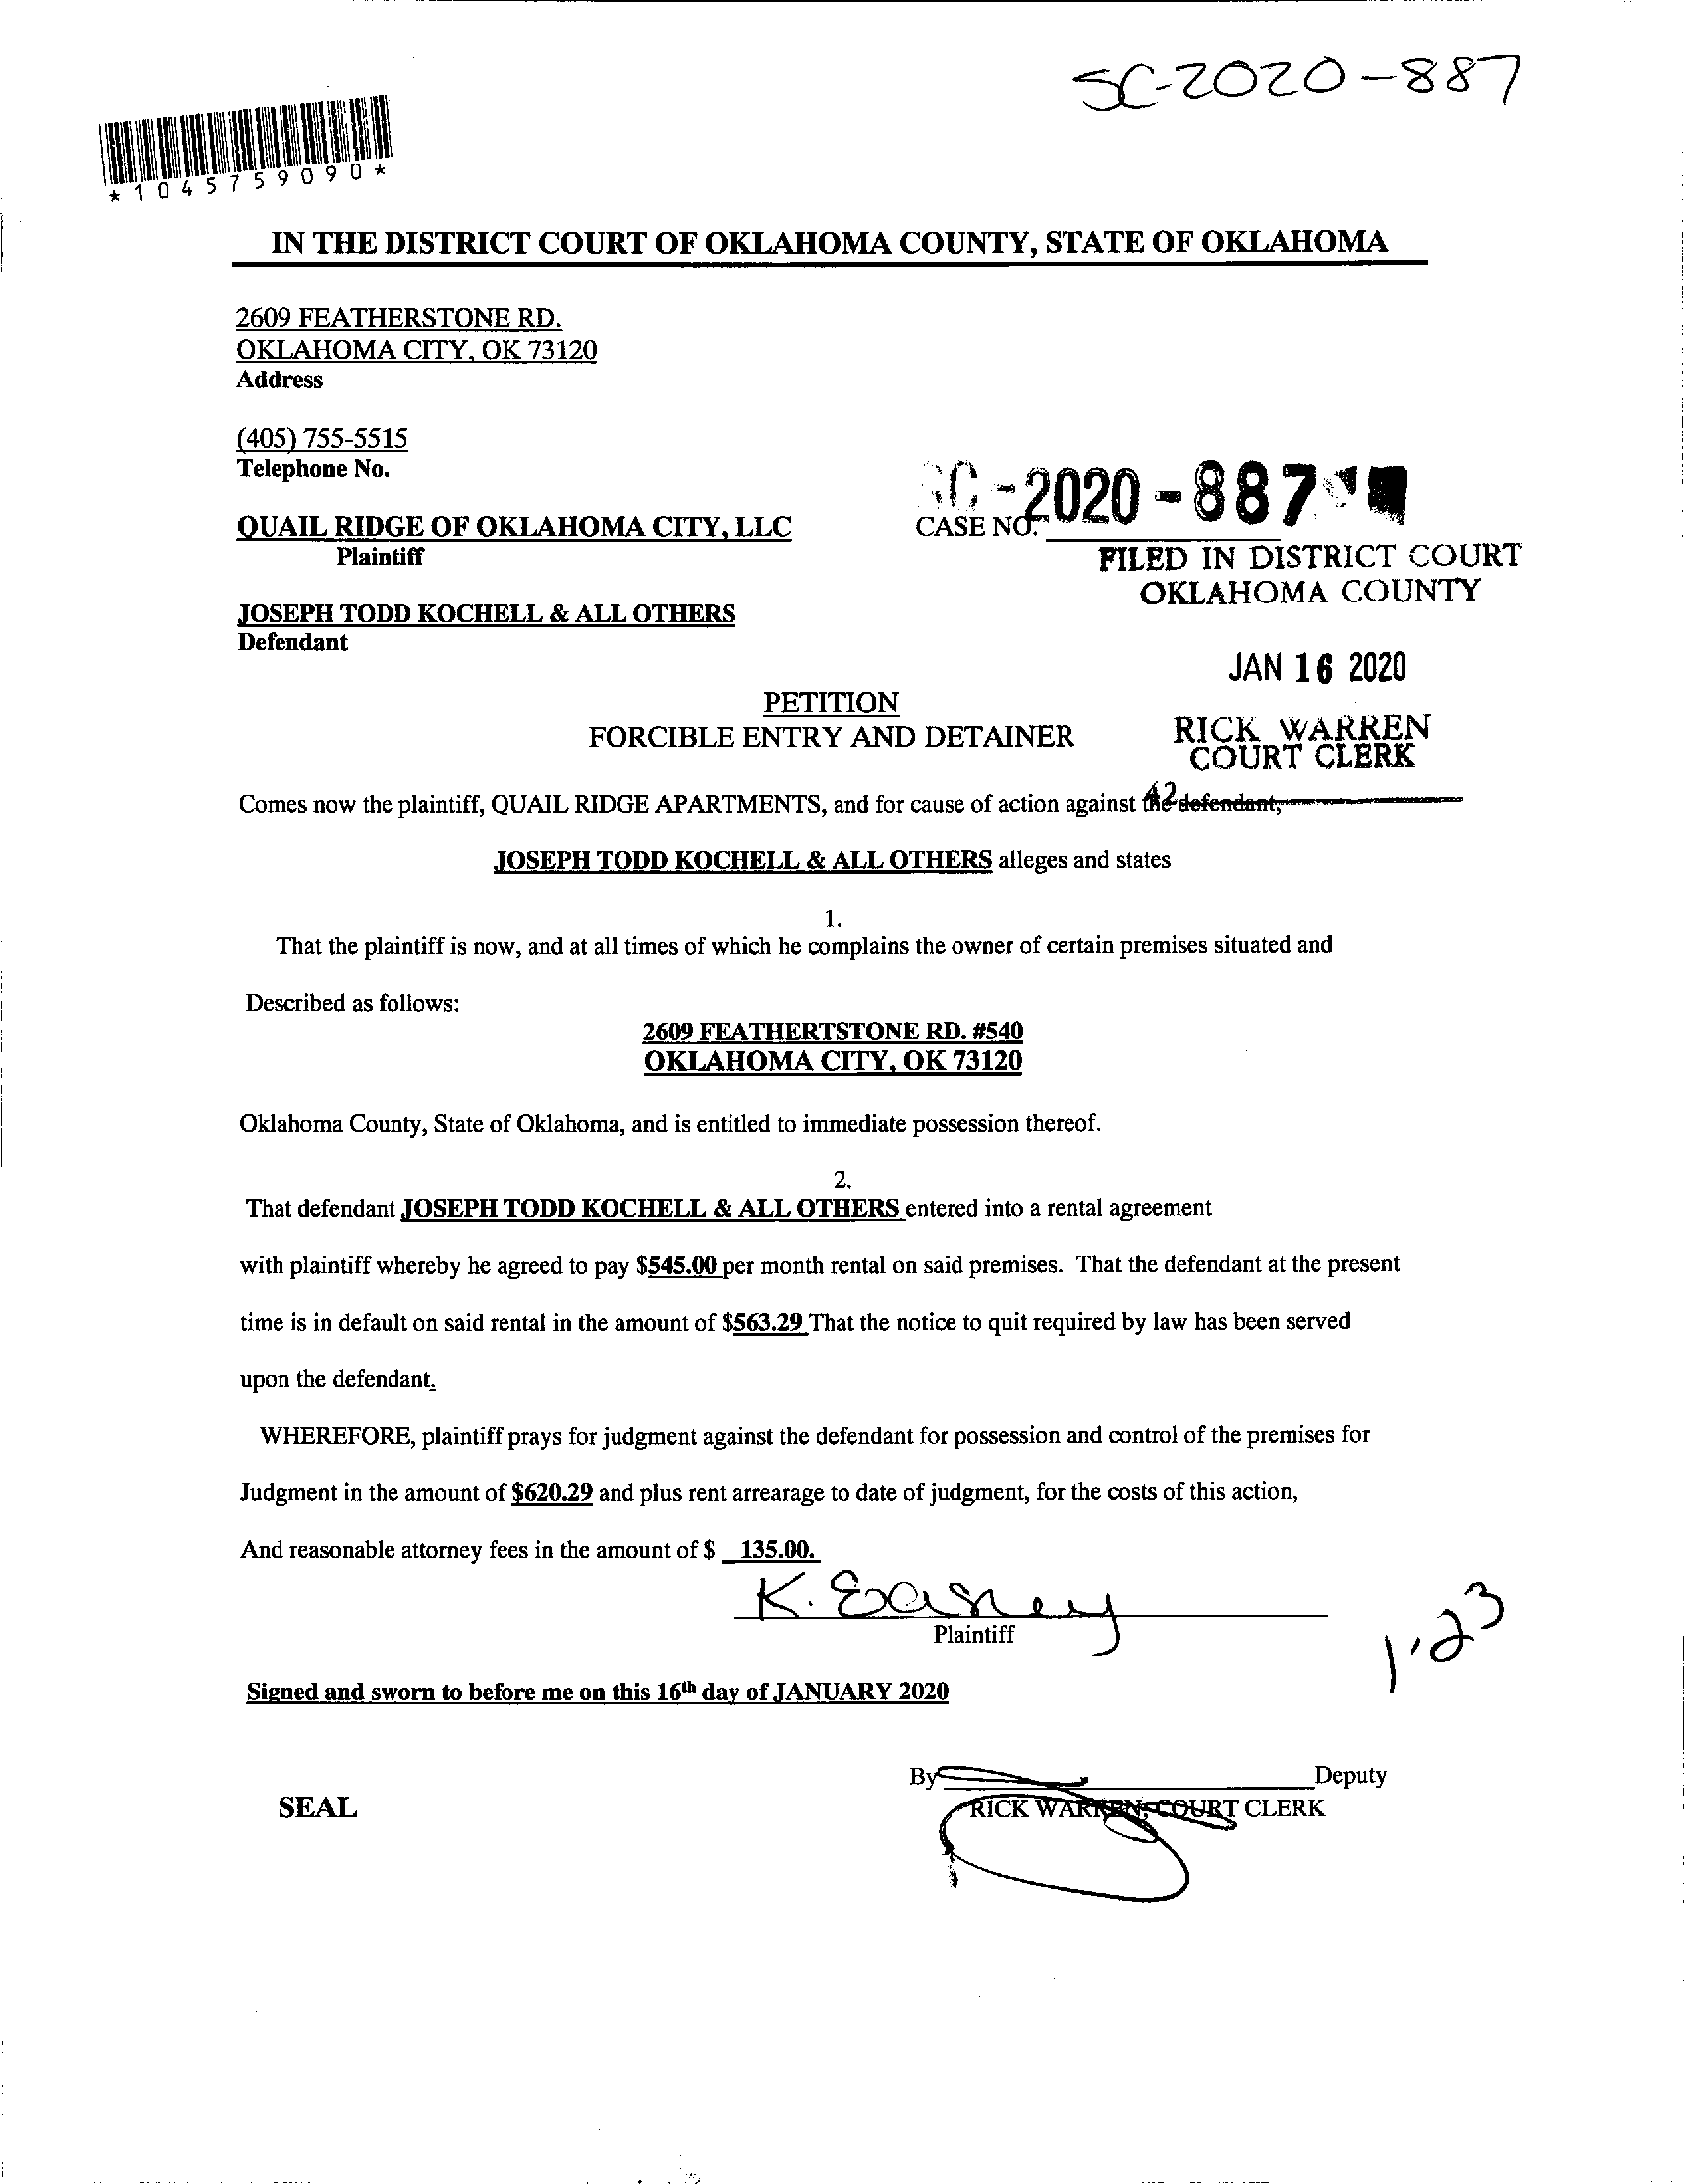 SC-2020-887
*1045759090*
IN THE DISTRICT COURT OF OKLAHOMA COUNTY, STATE OF OKLAHOMA
2609 FEATHERSTONE RD.
OKLAHOMA CITY, OK 73120
Address
(405) 755-5515
Telephone No.
SC-2020-887
QUAIL RIDGE OF OKLAHOMA CITY, LLC
CASE NO.
Plaintiff
FILED IN DISTRICT COURT
OKLAHOMA COUNTY
JOSEPH TODD KOCHELL & ALL OTHERS
Defendant
JAN 16 2020
PETITION
FORCIBLE ENTRY AND DETAINER
RICK WARREN
COURT CLERK
42
Comes now the plaintiff, QUAIL RIDGE APARTMENTS, and for cause of action against the defendant,
JOSEPH TODD KOCHELL & ALL OTHERS alleges and states
1.
That the plaintiff is now, and at all times of which he complains the owner of certain premises situated and
Described as follows:
2609 FEATHERTSTONE RD. #540
OKLAHOMA CITY, OK 73120
Oklahoma County, State of Oklahoma, and is entitled to immediate possession thereof.
2.
That defendant JOSEPH TODD KOCHELL & ALL OTHERS entered into a rental agreement
with plaintiff whereby he agreed to pay $545.00 per month rental on said premises. That the defendant at the present
time is in default on said rental in the amount of $563.29 That the notice to quit required by law has been served
upon the defendant.
WHEREFORE, plaintiff prays for judgment against the defendant for possession and control of the premises for
Judgment in the amount of $620.29 and plus rent arrearage to date of judgment, for the costs of this action,
And reasonable attorney fees in the amount of $ 135.00.
K.
Plaintiff
1.23
Signed and sworn to before me on this 16th day of JANUARY 2020
By Deputy
SEAL
RICK WARREN, COURT CLERK